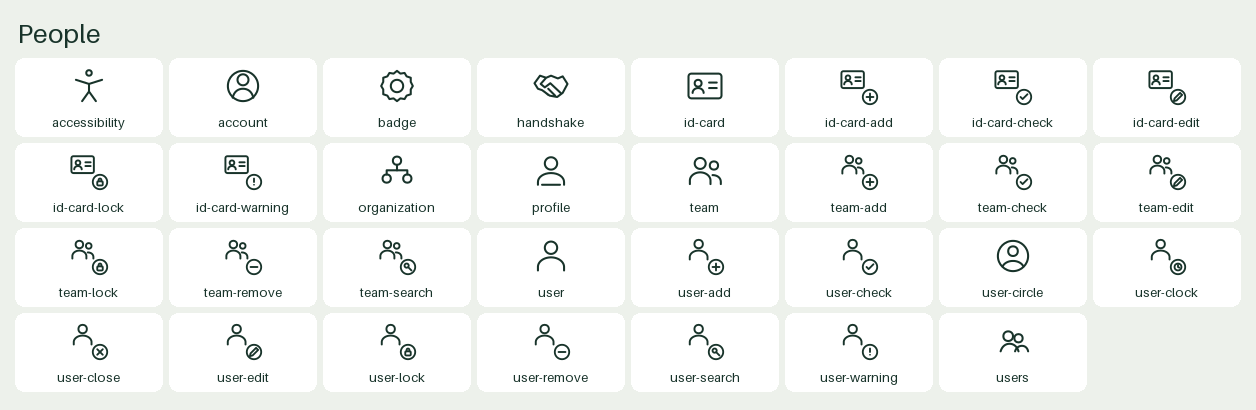 People
accessibility
account
badge
handshake
id-card
id-card-add
id-card-check
id-card-edit
id-card-lock
id-card-warning
organization
profile
team
team-add
team-check
team-edit
team-lock
team-remove
team-search
user
user-add
user-check
user-circle
user-clock
user-close
user-edit
user-lock
user-remove
user-search
user-warning
users